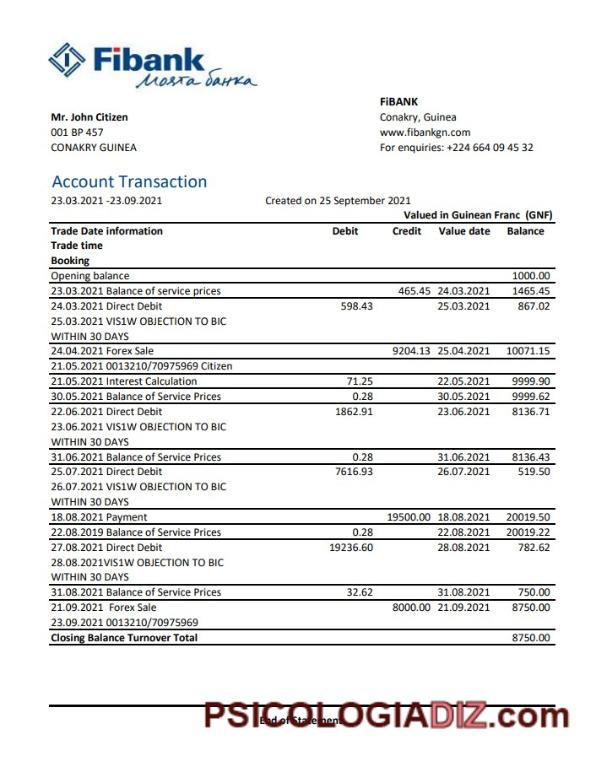 Fibank
Моята банка
FiBANK
Mr. John Citizen Conakry, Guinea
001 BP 457 www.fibankgn.com
CONAKRY GUINEA For enquiries: +224 664 09 45 32
Account Transaction
23.03.2021 -23.09.2021 Created on 25 September 2021
Valued in Guinean Franc (GNF)
Trade Date information Debit Credit Value date Balance
Trade time
Booking
Opening balance 1000.00
23.03.2021 Balance of service prices 465.45 24.03.2021 1465.45
24.03.2021 Direct Debit 598.43 25.03.2021 867.02
25.03.2021 VIS1W OBJECTION TO BIC
WITHIN 30 DAYS
24.04.2021 Forex Sale 9204.13 25.04.2021 10071.15
21.05.2021 0013210/70975969 Citizen
21.05.2021 Interest Calculation 71.25 22.05.2021 9999.90
30.05.2021 Balance of Service Prices 0.28 30.05.2021 9999.62
22.06.2021 Direct Debit 1862.91 23.06.2021 8136.71
23.06.2021 VIS1W OBJECTION TO BIC
WITHIN 30 DAYS
31.06.2021 Balance of Service Prices 0.28 31.06.2021 8136.43
25.07.2021 Direct Debit 7616.93 26.07.2021 519.50
26.07.2021 VIS1W OBJECTION TO BIC
WITHIN 30 DAYS
18.08.2021 Payment 19500.00 18.08.2021 20019.50
22.08.2019 Balance of Service Prices 0.28 22.08.2021 20019.22
27.08.2021 Direct Debit 19236.60 28.08.2021 782.62
28.08.2021VIS1W OBJECTION TO BIC
WITHIN 30 DAYS
31.08.2021 Balance of Service Prices 32.62 31.08.2021 750.00
21.09.2021 Forex Sale 8000.00 21.09.2021 8750.00
23.09.2021 0013210/70975969
Closing Balance Turnover Total 8750.00
End of Statement
PSICOLOGIADIZ.com